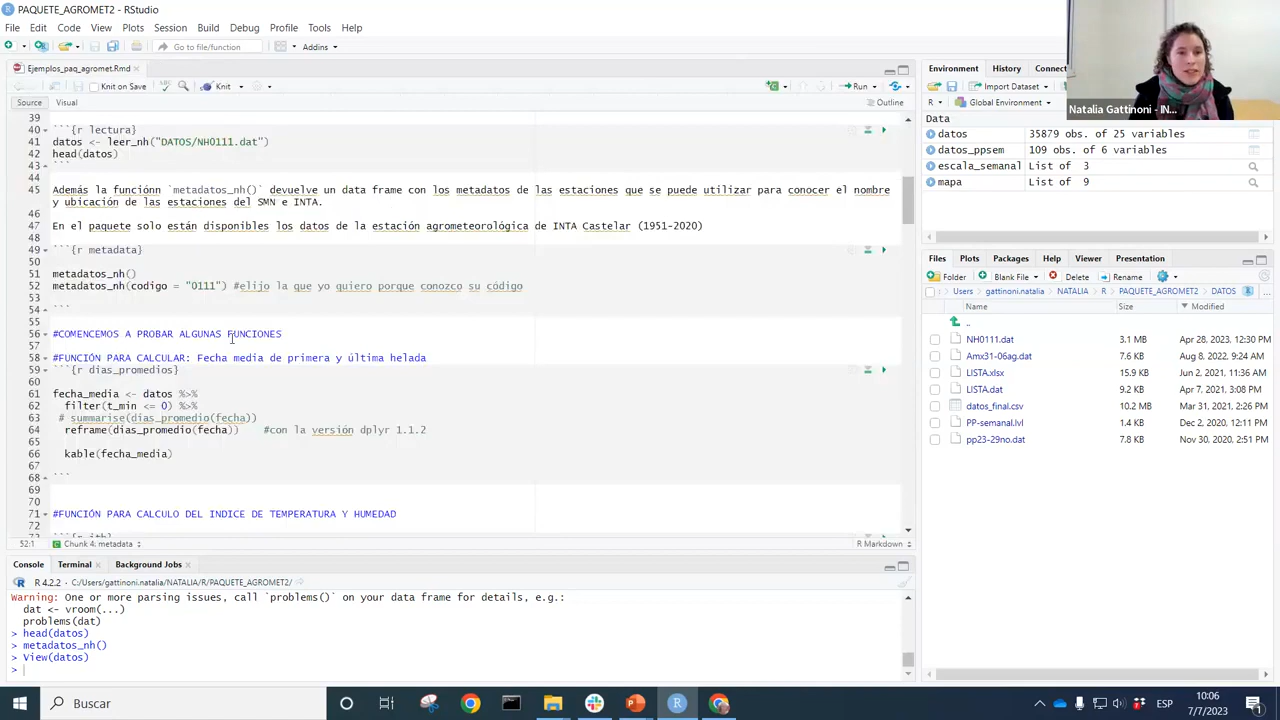 PAQUETE_AGROMET2 - RStudio
File Edit Code View Plots Session Build Debug Profile Tools Help
Go to file/function
Addins
Ejemplos_paq_agromet.Rmd
Knit on Save
Knit
Run
Source Visual
Outline
39
40 ```{r lectura}
41 datos <- leer_nh("DATOS/NH0111.dat")
42 head(datos)
43 ```
44
45 Además la funciónn `metadatos_nh()` devuelve un data frame con los metadatos de las estaciones que se puede utilizar para conocer el nombre
y ubicación de las estaciones del SMN e INTA.
46
47 En el paquete solo están disponibles los datos de la estación agrometeorológica de INTA Castelar (1951-2020)
48
49 ```{r metadata}
50
51 metadatos_nh()
52 metadatos_nh(codigo = "0111") #elijo la que yo quiero porque conozco su código
53
54 ```
55
56 #COMENCEMOS A PROBAR ALGUNAS FUNCIONES
57
58 #FUNCIÓN PARA CALCULAR: Fecha media de primera y última helada
59 ```{r dias_promedios}
60
61 fecha_media <- datos %>%
62 filter(t_min <= 0) %>%
63 # summarise(dias_promedio(fecha))
64 reframe(dias_promedio(fecha)) #con la versión dplyr 1.1.2
65
66 kable(fecha_media)
67
68 ```
69
70
71 #FUNCIÓN PARA CALCULO DEL INDICE DE TEMPERATURA Y HUMEDAD
72
73 ```{r ith}
52:1 Chunk 4: metadata R Markdown
Console Terminal Background Jobs
R 4.2.2 · C:/Users/gattinoni.natalia/NATALIA/R/PAQUETE_AGROMET2/
Warning: One or more parsing issues, call `problems()` on your data frame for details, e.g.:
dat <- vroom(...)
problems(dat)
> head(datos)
> metadatos_nh()
> View(datos)
>
Environment History Connect
Import Dataset
R Global Environment
Data
datos 35879 obs. of 25 variables
datos_ppsem 109 obs. of 6 variables
escala_semanal List of 3
mapa List of 9
Natalia Gattinoni - IN...
Files Plots Packages Help Viewer Presentation
Folder Blank File Delete Rename
Users gattinoni.natalia NATALIA R PAQUETE_AGROMET2 DATOS ...
Name Size Modified
..
NH0111.dat 3.1 MB Apr 28, 2023, 12:30 PM
Amx31-06ag.dat 7.6 KB Aug 8, 2022, 9:24 AM
LISTA.xlsx 15.9 KB Jun 2, 2021, 11:36 AM
LISTA.dat 9.2 KB Apr 7, 2021, 3:08 PM
datos_final.csv 10.2 MB Mar 31, 2021, 2:26 PM
PP-semanal.lvl 1.4 KB Dec 2, 2020, 12:11 PM
pp23-29no.dat 7.8 KB Nov 30, 2020, 2:51 PM
Buscar
ESP
10:06
7/7/2023